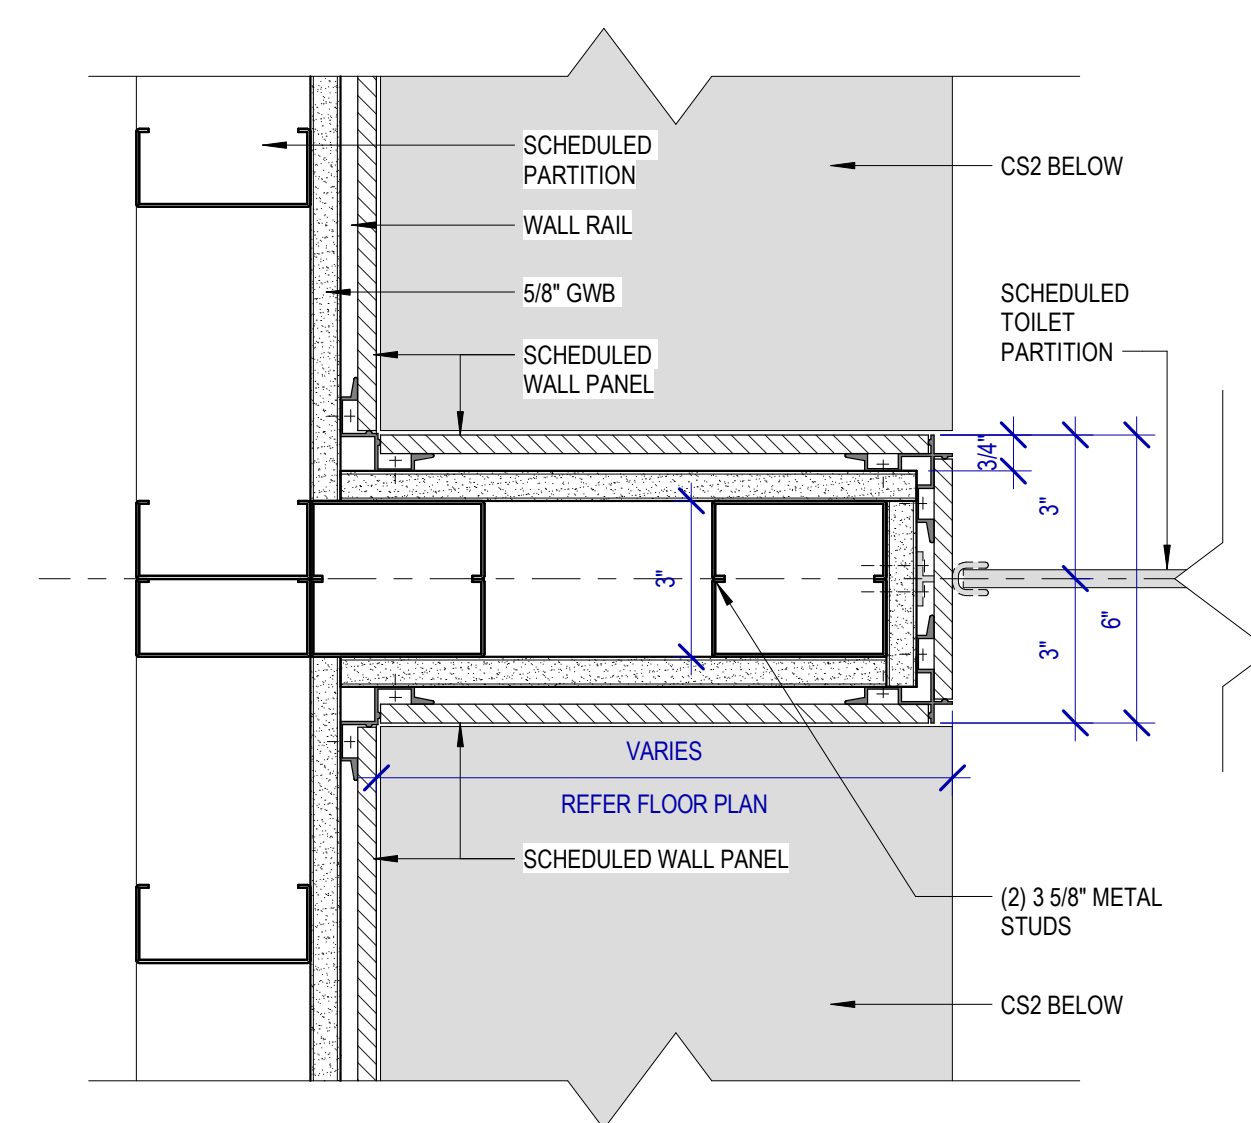 SCHEDULED
PARTITION
CS2 BELOW
WALL RAIL
5/8" GWB
SCHEDULED
TOILET
PARTITION
SCHEDULED
WALL PANEL
3/4"
3"
3"
6"
3"
VARIES
REFER FLOOR PLAN
SCHEDULED WALL PANEL
(2) 3 5/8" METAL
STUDS
CS2 BELOW